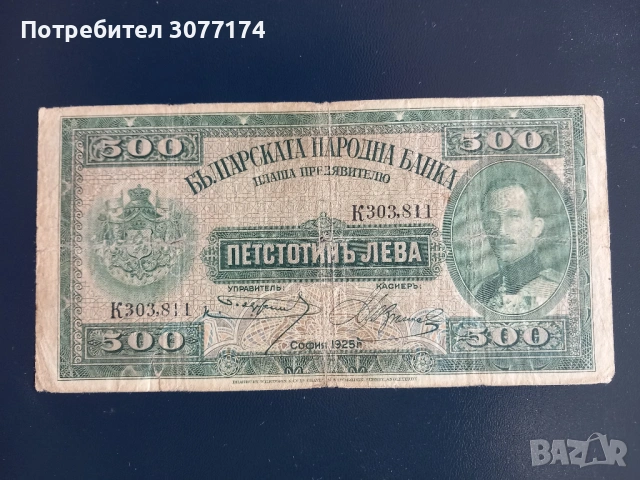 Потребител 3077174
500 500
БЪЛГАРСКАТА НАРОДНА БАНКА
ПЛАЩА ПРЕДЯВИТЕЛЮ
К303,811
ПЕТСТОТИНЪ ЛЕВА
УПРАВИТЕЛЬ: КАСИЕРЪ:
К303,811
СОФИЯ 1925 г.
500 500
BAZAR